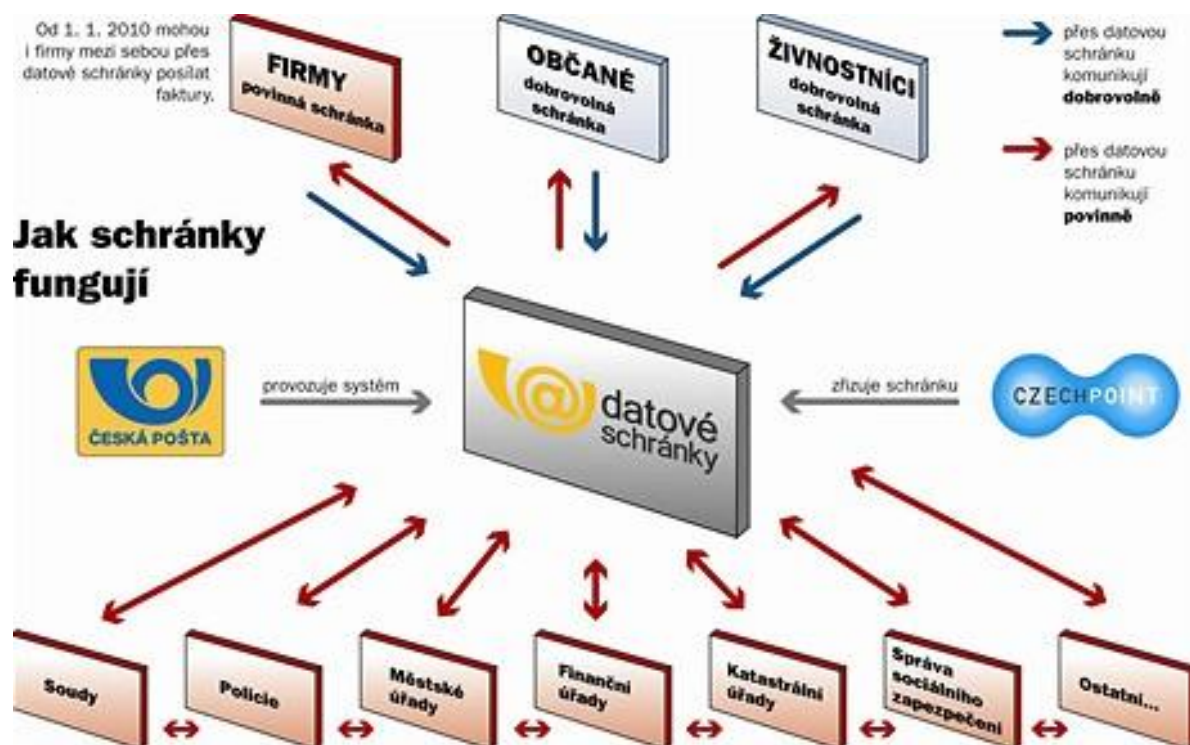 Od 1. 1. 2010 mohou
i firmy mezi sebou přes
datové schránky posílat
faktury.
FIRMY
povinná schránka
OBČANÉ
dobrovolná
schránka
ŽIVNOSTNÍCI
dobrovolná
schránka
přes datovou
schránku
komunikují
dobrovolně
přes datovou
schránku
komunikují
povinně
Jak schránky
fungují
ČESKÁ POŠTA
provozuje systém
@
datové
schránky
zřizuje schránku
CZECHPOINT
Soudy
Policie
Městské
úřady
Finanční
úřady
Katastrální
úřady
Správa
sociálního
zapezpečení
Ostatní...